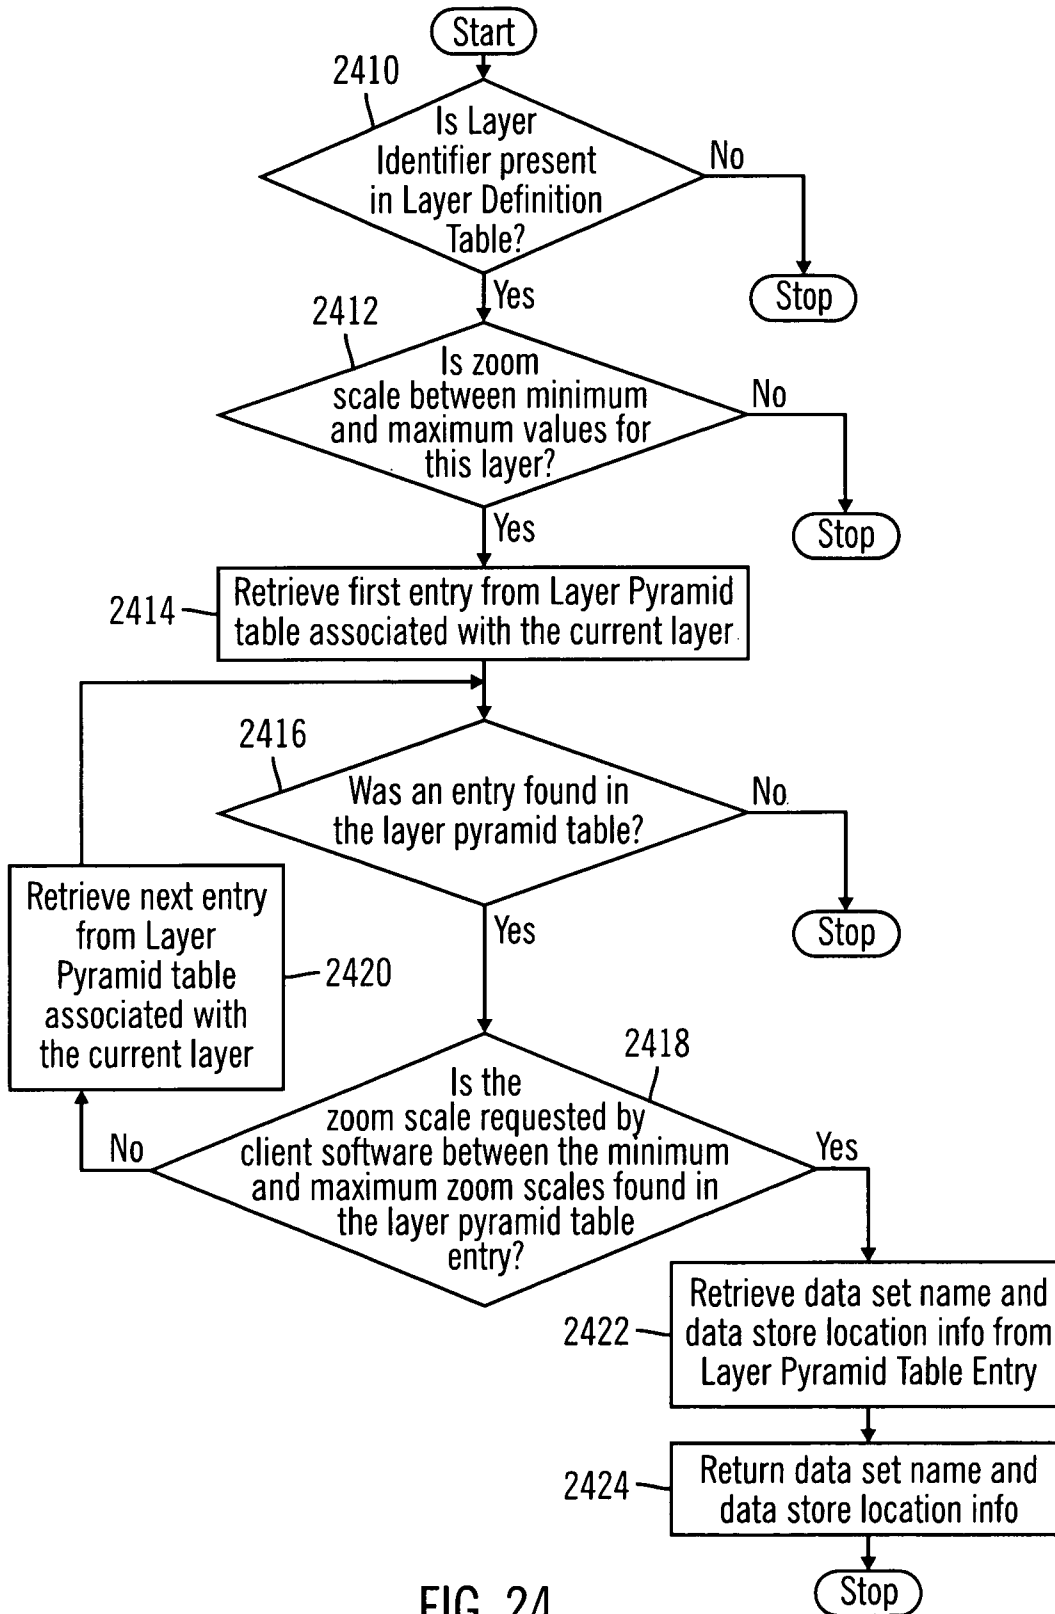 Start
2410
Is Layer
Identifier present
in Layer Definition
Table?
No
Stop
Yes
2412
Is zoom
scale between minimum
and maximum values for
this layer?
No
Stop
Yes
2414
Retrieve first entry from Layer Pyramid
table associated with the current layer
2416
Was an entry found in
the layer pyramid table?
No
Stop
Yes
Retrieve next entry
from Layer
Pyramid table
associated with
the current layer
2420
2418
Is the
zoom scale requested by
client software between the minimum
and maximum zoom scales found in
the layer pyramid table
entry?
No
Yes
2422
Retrieve data set name and
data store location info from
Layer Pyramid Table Entry
2424
Return data set name and
data store location info
Stop
FIG. 24